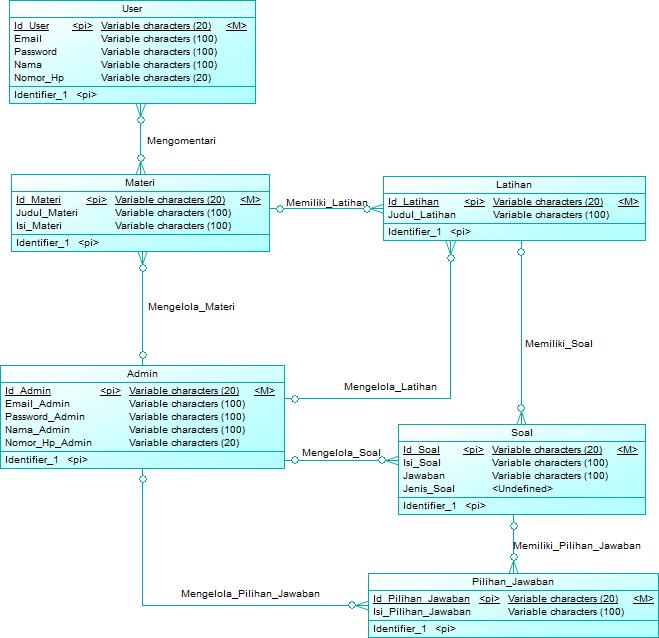 User
Id_User <pi> Variable characters (20) <M>
Email Variable characters (100)
Password Variable characters (100)
Nama Variable characters (100)
Nomor_Hp Variable characters (20)
Identifier_1 <pi>
Mengomentari
Materi
Id_Materi <pi> Variable characters (20) <M>
Judul_Materi Variable characters (100)
Isi_Materi Variable characters (100)
Identifier_1 <pi>
Memiliki_Latihan
Latihan
Id_Latihan <pi> Variable characters (20) <M>
Judul_Latihan Variable characters (100)
Identifier_1 <pi>
Mengelola_Materi
Memiliki_Soal
Mengelola_Latihan
Admin
Id_Admin <pi> Variable characters (20) <M>
Email_Admin Variable characters (100)
Password_Admin Variable characters (100)
Nama_Admin Variable characters (100)
Nomor_Hp_Admin Variable characters (20)
Identifier_1 <pi>
Mengelola_Soal
Soal
Id_Soal <pi> Variable characters (20) <M>
Isi_Soal Variable characters (100)
Jawaban Variable characters (100)
Jenis_Soal <Undefined>
Identifier_1 <pi>
Memiliki_Pilihan_Jawaban
Mengelola_Pilihan_Jawaban
Pilihan_Jawaban
Id_Pilihan_Jawaban <pi> Variable characters (20) <M>
Isi_Pilihan_Jawaban Variable characters (100)
Identifier_1 <pi>